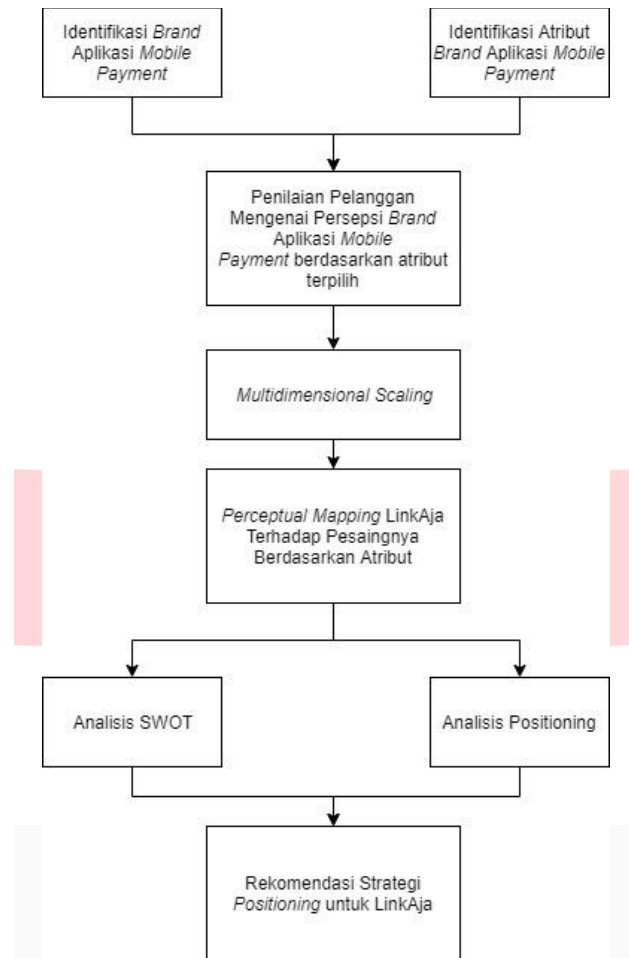 Identifikasi Brand
Aplikasi Mobile
Payment
Identifikasi Atribut
Brand Aplikasi Mobile
Payment
Penilaian Pelanggan
Mengenai Persepsi Brand
Aplikasi Mobile
Payment berdasarkan atribut
terpilih
Multidimensional Scaling
Perceptual Mapping LinkAja
Terhadap Pesaingnya
Berdasarkan Atribut
Analisis SWOT
Analisis Positioning
Rekomendasi Strategi
Positioning untuk LinkAja